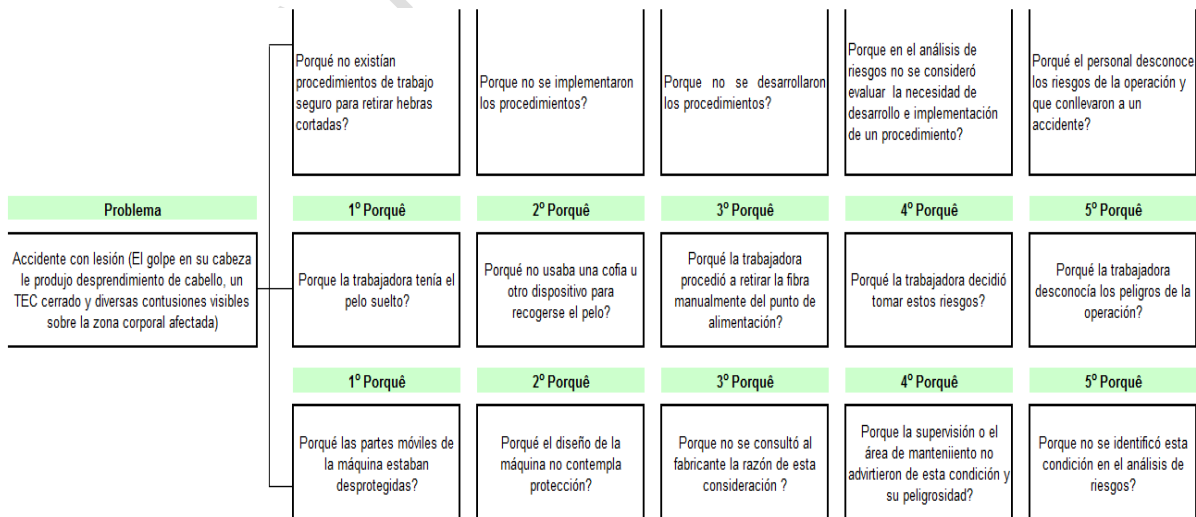 Porqué no existían
procedimientos de trabajo
seguro para retirar hebras
cortadas?
Porque no se implementaron
los procedimientos?
Porque no se desarrollaron
los procedimientos?
Porque en el análisis de
riesgos no se consideró
evaluar la necesidad de
desarrollo e implementación
de un procedimiento?
Porqué el personal desconoce
los riesgos de la operación y
que conllevaron a un
accidente?
Problema
1º Porquê
2º Porquê
3º Porquê
4º Porquê
5º Porquê
Accidente con lesión (El golpe en su cabeza
le produjo desprendimiento de cabello, un
TEC cerrado y diversas contusiones visibles
sobre la zona corporal afectada)
Porque la trabajadora tenía el
pelo suelto?
Porqué no usaba una cofia u
otro dispositivo para
recogerse el pelo?
Porqué la trabajadora
procedió a retirar la fibra
manualmente del punto de
alimentación?
Porqué la trabajadora decidió
tomar estos riesgos?
Porqué la trabajadora
desconocía los peligros de la
operación?
1º Porquê
2º Porquê
3º Porquê
4º Porquê
5º Porquê
Porqué las partes móviles de
la máquina estaban
desprotegidas?
Porqué el diseño de la
máquina no contempla
protección?
Porque no se consultó al
fabricante la razón de esta
consideración ?
Porque la supervisión o el
área de manteniiento no
advirtieron de esta condición y
su peligrosidad?
Porque no se identificó esta
condición en el análisis de
riesgos?